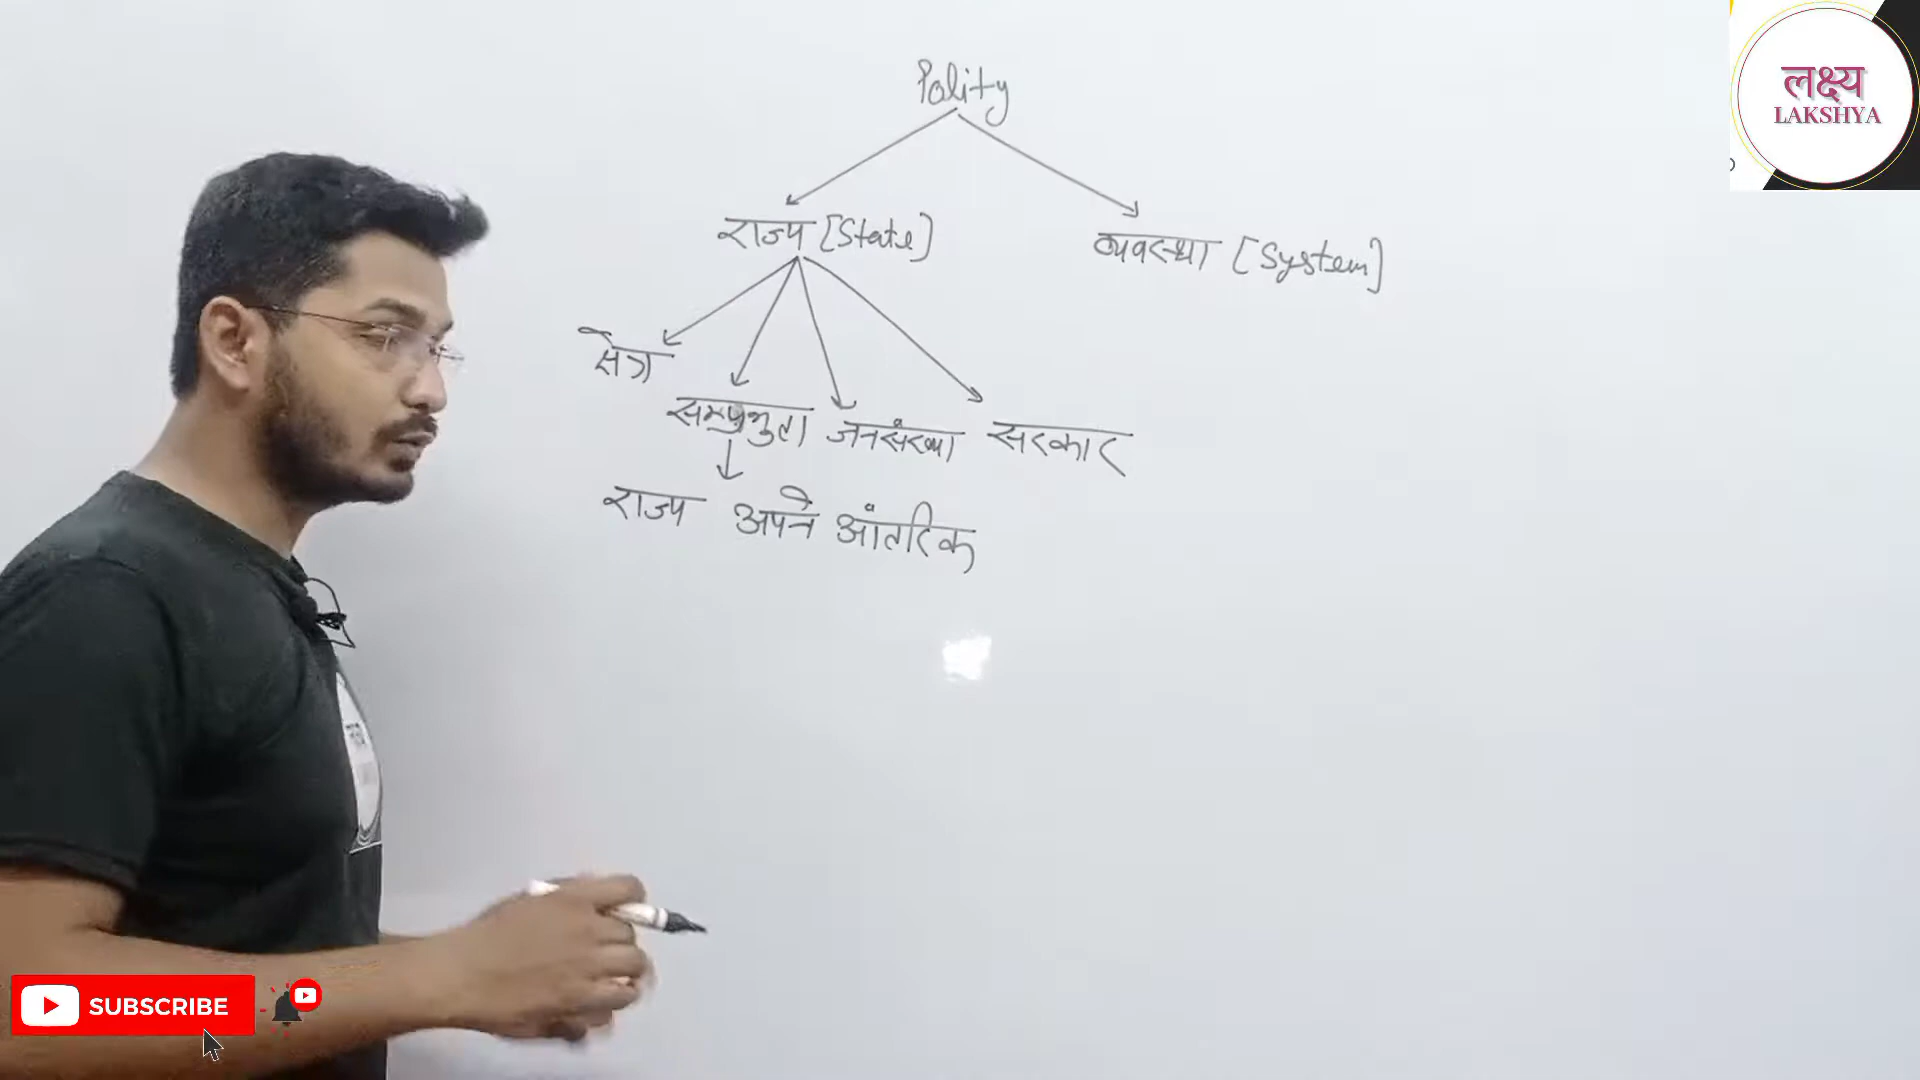 Polity
लक्ष्य
LAKSHYA
राज्य [State]
व्यवस्था [System]
क्षेत्र
सम्प्रभुता जनसंख्या सरकार
राज्य अपने आंतरिक
SUBSCRIBE